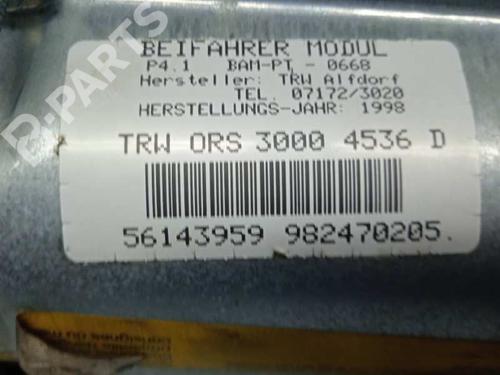 BEIFAHRER MODUL
P4.1 BAM-PT - 0668
Hersteller: TRW Alfdorf
TEL. 07172/3020
HERSTELLUNGS-JAHR: 1998
TRW ORS 3000 4536 D
56143959 982470205.
B-PARTS